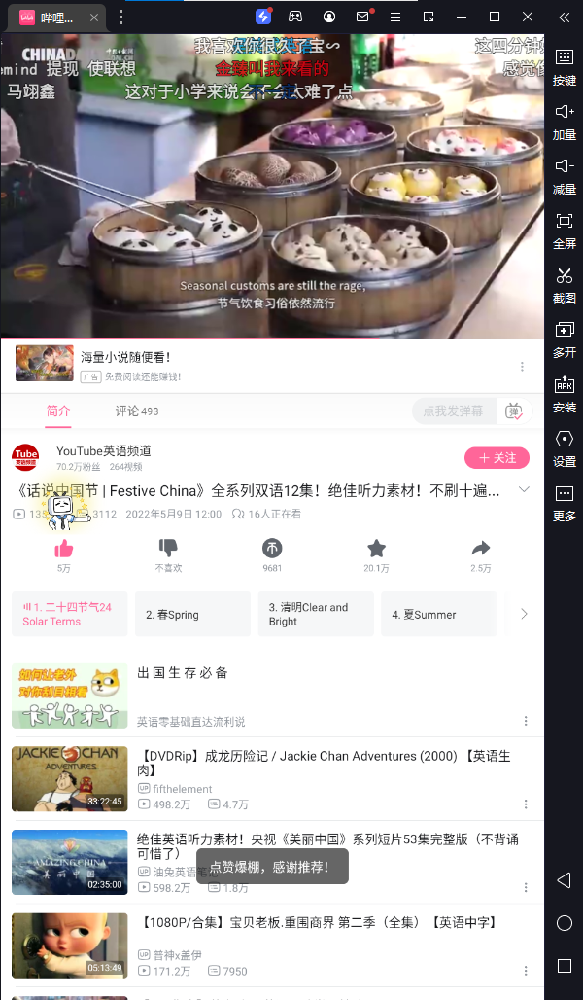 哔哩...
CHINADA
中国日报网
我喜欢你很久了宝~
这四分钟
emind 提现 使联想
金臻叫我来看的
感觉像
马翊鑫
这对于小学来说会不会太难了点
Seasonal customs are still the rage,
节气饮食习俗依然流行
海量小说随便看！
广告 免费阅读还能赚钱！
简介
评论 493
点我发弹幕
弹
Tube
英语频道
YouTube英语频道
70.2万粉丝 264视频
＋ 关注
《话说中国节 | Festive China》全系列双语12集！绝佳听力素材！不刷十遍...
3112 2022年5月9日 12:00 16人正在看
5万
不喜欢
9681
20.1万
2.5万
1. 二十四节气24
Solar Terms
2. 春Spring
3. 清明Clear and
Bright
4. 夏Summer
如何让老外
对你刮目相看
出 国 生 存 必 备
英语零基础直达流利说
JACKIE CHAN
ADVENTURES
33:22:45
【DVDRip】成龙历险记 / Jackie Chan Adventures (2000) 【英语生
肉】
UP fifthelement
498.2万 4.7万
AMAZING CHINA
美丽中国
02:35:00
绝佳英语听力素材！央视《美丽中国》系列短片53集完整版（不背诵
可惜了）
UP 油兔英语笔记
598.2万 1.8万
点赞爆棚，感谢推荐！
05:13:49
【1080P/合集】宝贝老板.重围商界 第二季（全集）【英语中字】
UP 普神x盖伊
171.2万 7950
按键
加量
减量
全屏
截图
多开
APK
安装
设置
更多